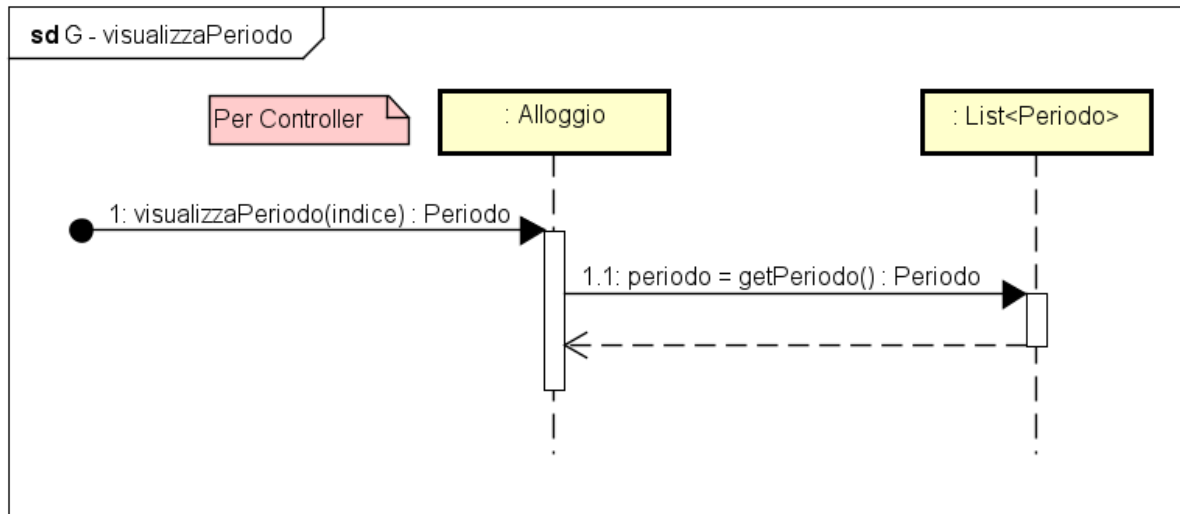 sd G - visualizzaPeriodo
Per Controller
: Alloggio
: List<Periodo>
1: visualizzaPeriodo(indice) : Periodo
1.1: periodo = getPeriodo() : Periodo